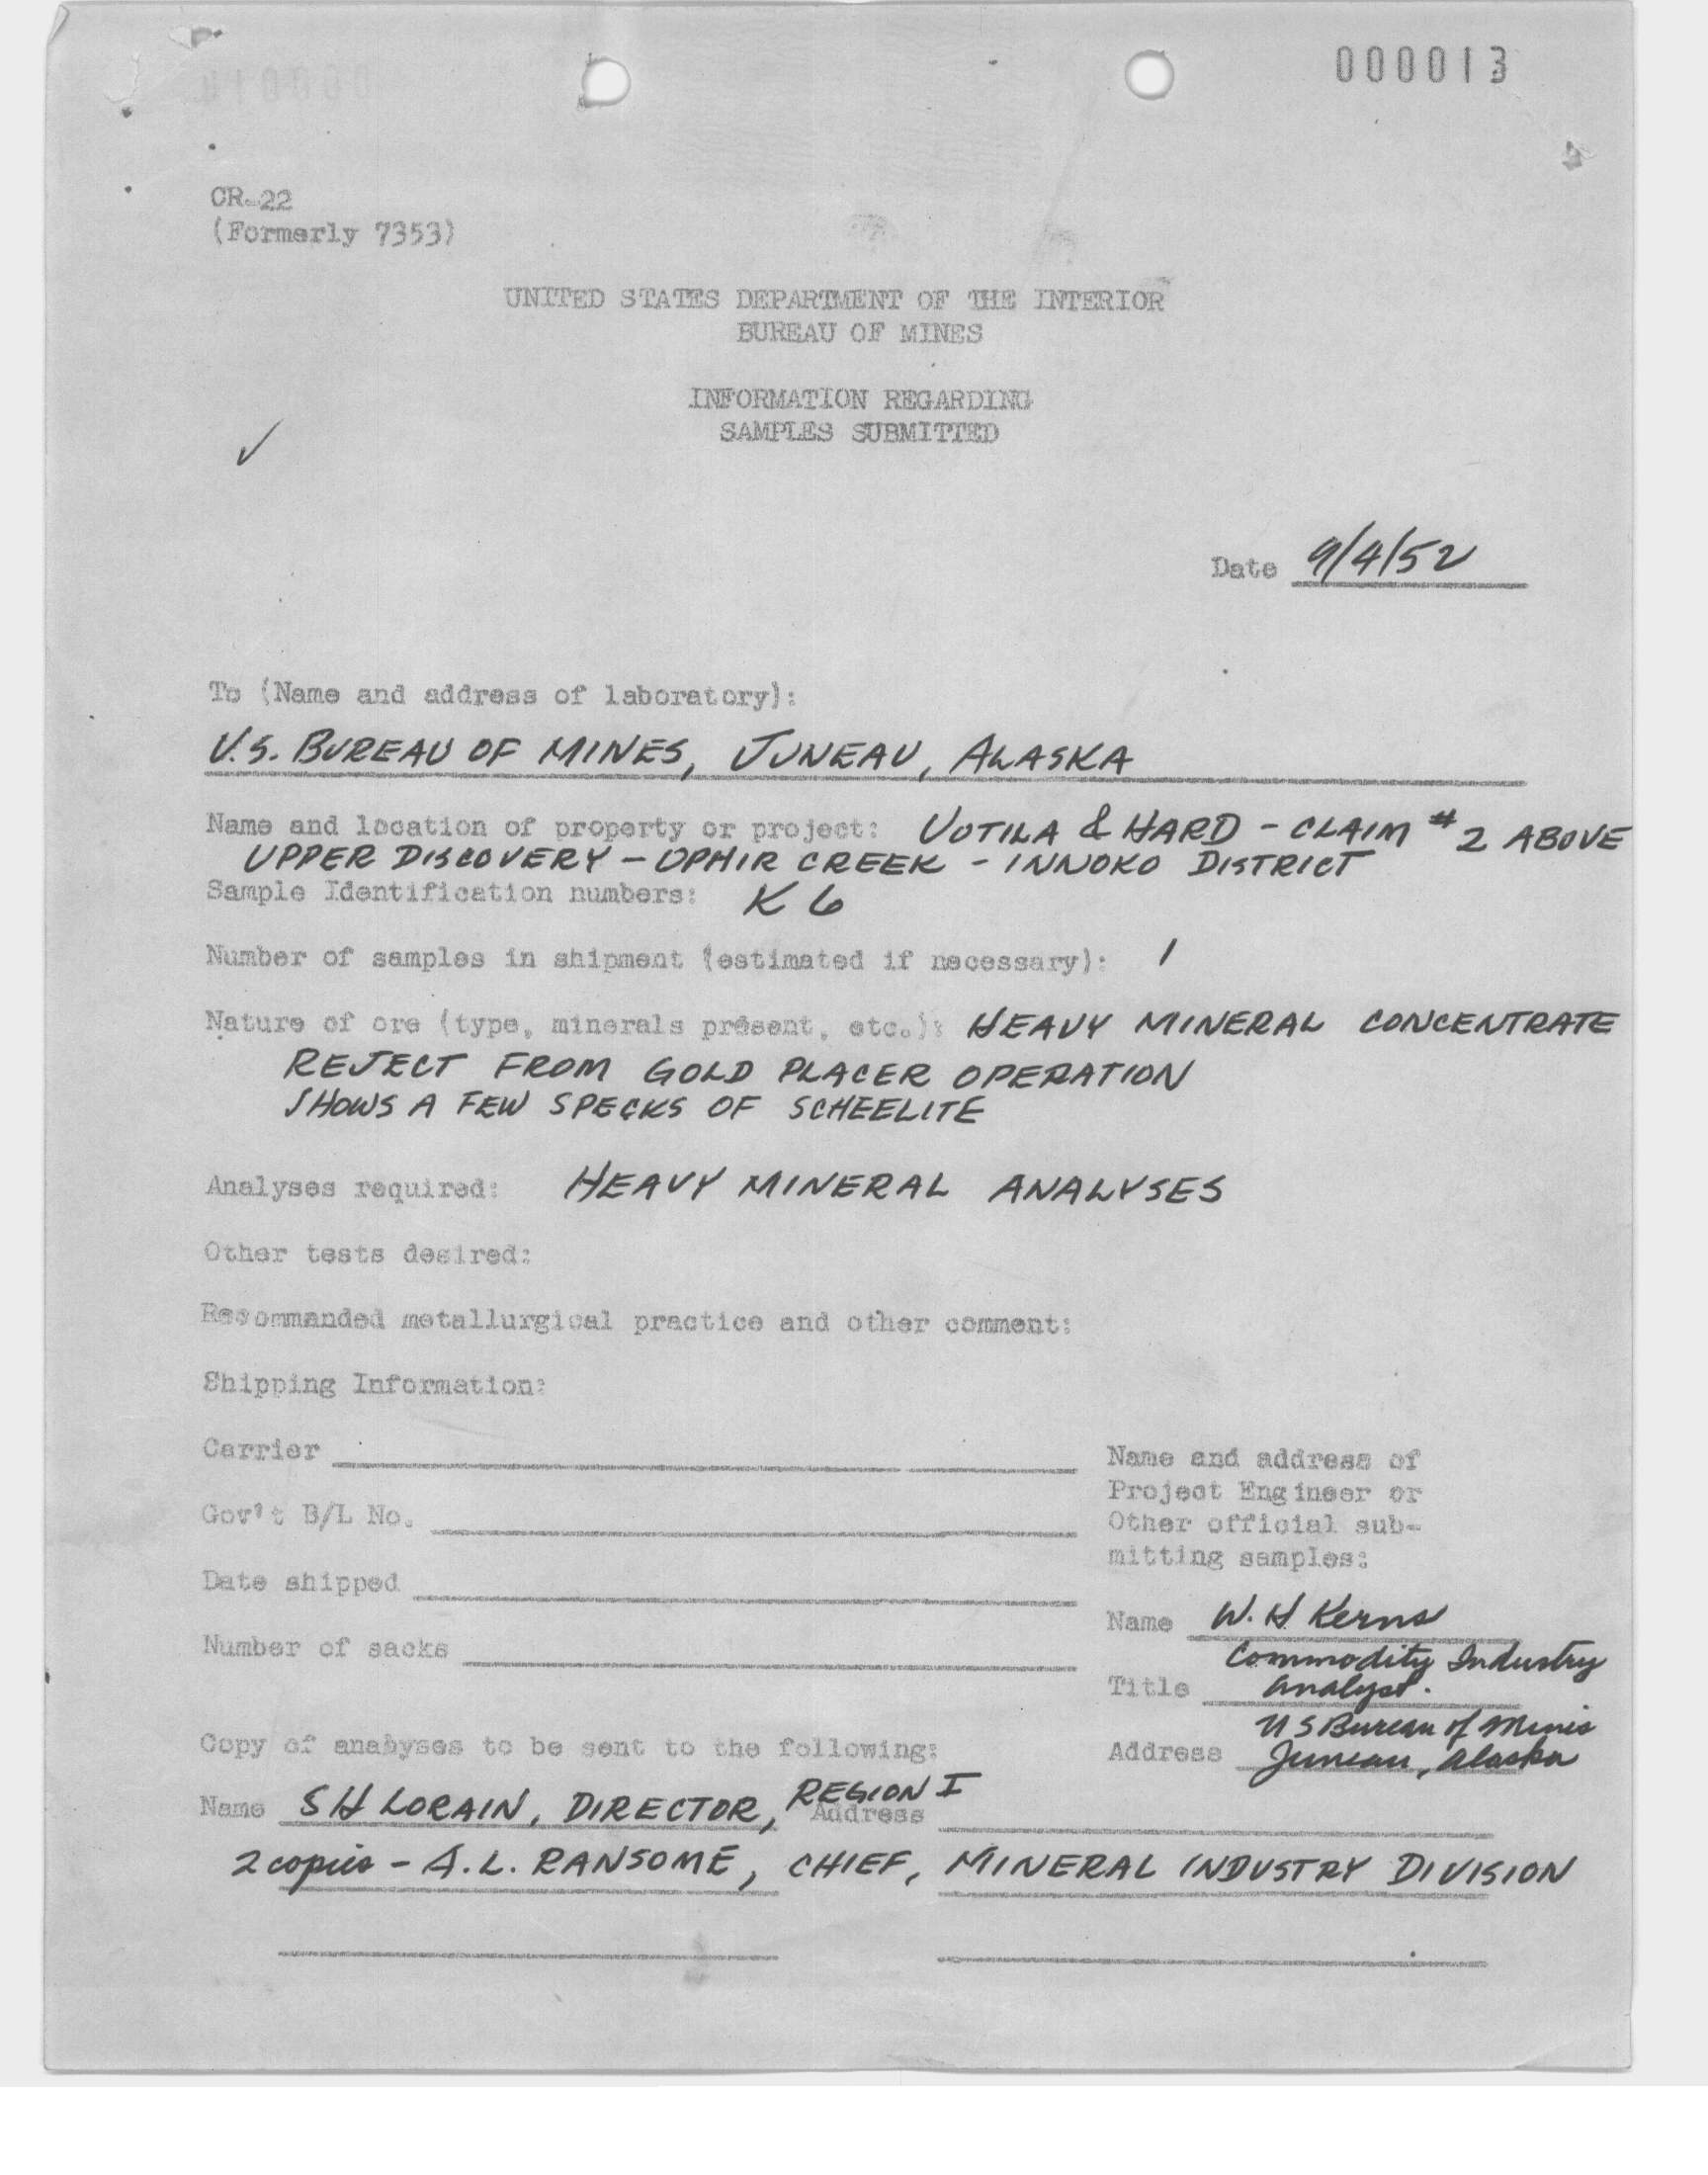 000013
CR-22
(Formerly 7353)
UNITED STATES DEPARTMENT OF THE INTERIOR
BUREAU OF MINES
INFORMATION REGARDING
SAMPLES SUBMITTED
Date 9/4/52
To (Name and address of laboratory):
U.S. BUREAU OF MINES, JUNEAU, ALASKA
Name and location of property or project: UOTILA & HARD - CLAIM # 2 ABOVE
UPPER DISCOVERY - OPHIR CREEK - INNOKO DISTRICT
Sample Identification numbers: K 6
Number of samples in shipment (estimated if necessary): 1
Nature of ore (type, minerals present, etc.): HEAVY MINERAL CONCENTRATE
REJECT FROM GOLD PLACER OPERATION
SHOWS A FEW SPECKS OF SCHEELITE
Analyses required: HEAVY MINERAL ANALYSES
Other tests desired:
Recommanded metallurgical practice and other comment:
Shipping Information:
Carrier
Gov't B/L No.
Date shipped
Number of sacks
Name and address of
Project Engineer or
Other official sub-
mitting samples:
Name W. H Kerns
Commodity Industry
Title Analyst.
U S Bureau of Mines
Address Juneau, Alaska
Copy of anabyses to be sent to the following:
Name S H LORAIN, DIRECTOR, REGION I Address
2 copies - A. L. RANSOME, CHIEF, MINERAL INDUSTRY DIVISION